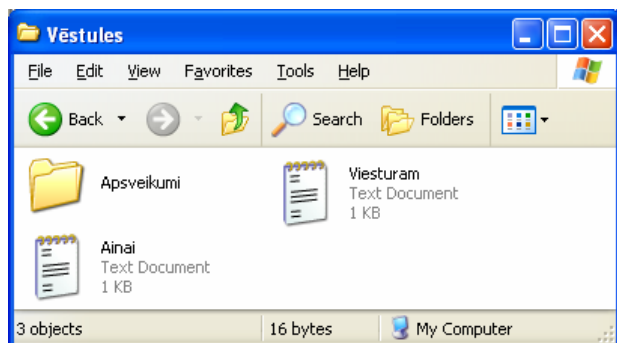 Vēstules
File Edit View Favorites Tools Help
Back Search Folders
Apsveikumi
Viesturam
Text Document
1 KB
Ainai
Text Document
1 KB
3 objects 16 bytes My Computer